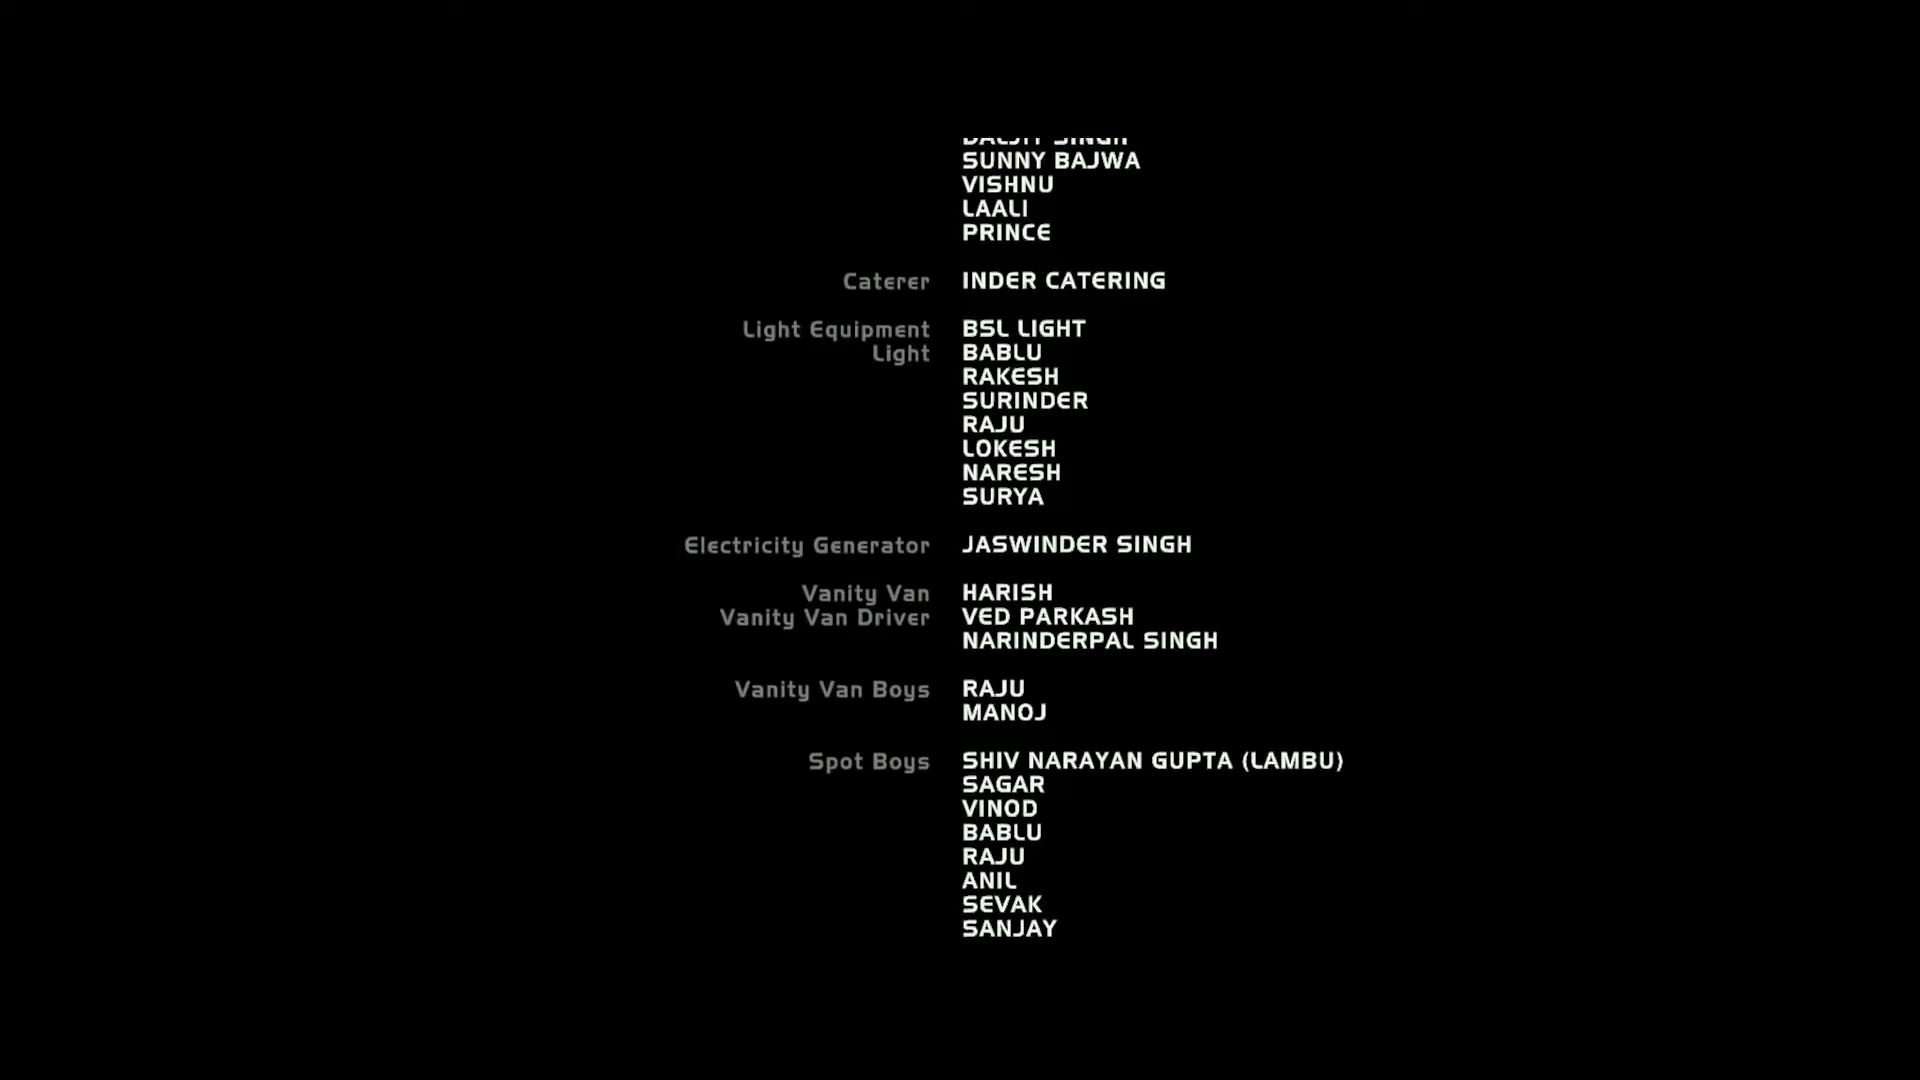 SUNNY BAJWA
VISHNU
LAALI
PRINCE
Caterer INDER CATERING
Light Equipment BSL LIGHT
Light BABLU
RAKESH
SURINDER
RAJU
LOKESH
NARESH
SURYA
Electricity Generator JASWINDER SINGH
Vanity Van HARISH
Vanity Van Driver VED PARKASH
NARINDERPAL SINGH
Vanity Van Boys RAJU
MANOJ
Spot Boys SHIV NARAYAN GUPTA (LAMBU)
SAGAR
VINOD
BABLU
RAJU
ANIL
SEVAK
SANJAY